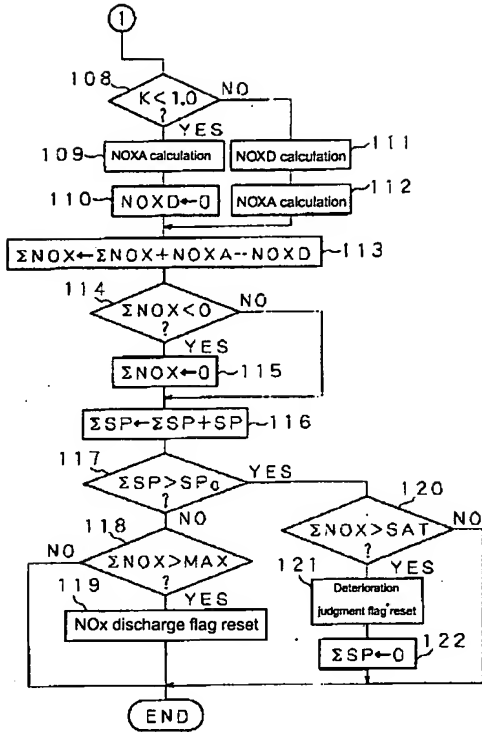 1
108
K<1.0
?
NO
YES
109
NOXA calculation
NOXD calculation
111
110
NOXD←0
NOXA calculation
112
ΣNOX←ΣNOX+NOXA--NOXD
113
114
ΣNOX<0
?
NO
YES
ΣNOX←0
115
ΣSP←ΣSP+SP
116
117
ΣSP>SP0
?
YES
NO
120
ΣNOX>SAT
?
NO
YES
118
NO
ΣNOX>MAX
?
YES
121
Deterioration
judgment flag reset
119
NOx discharge flag reset
ΣSP←0
122
END